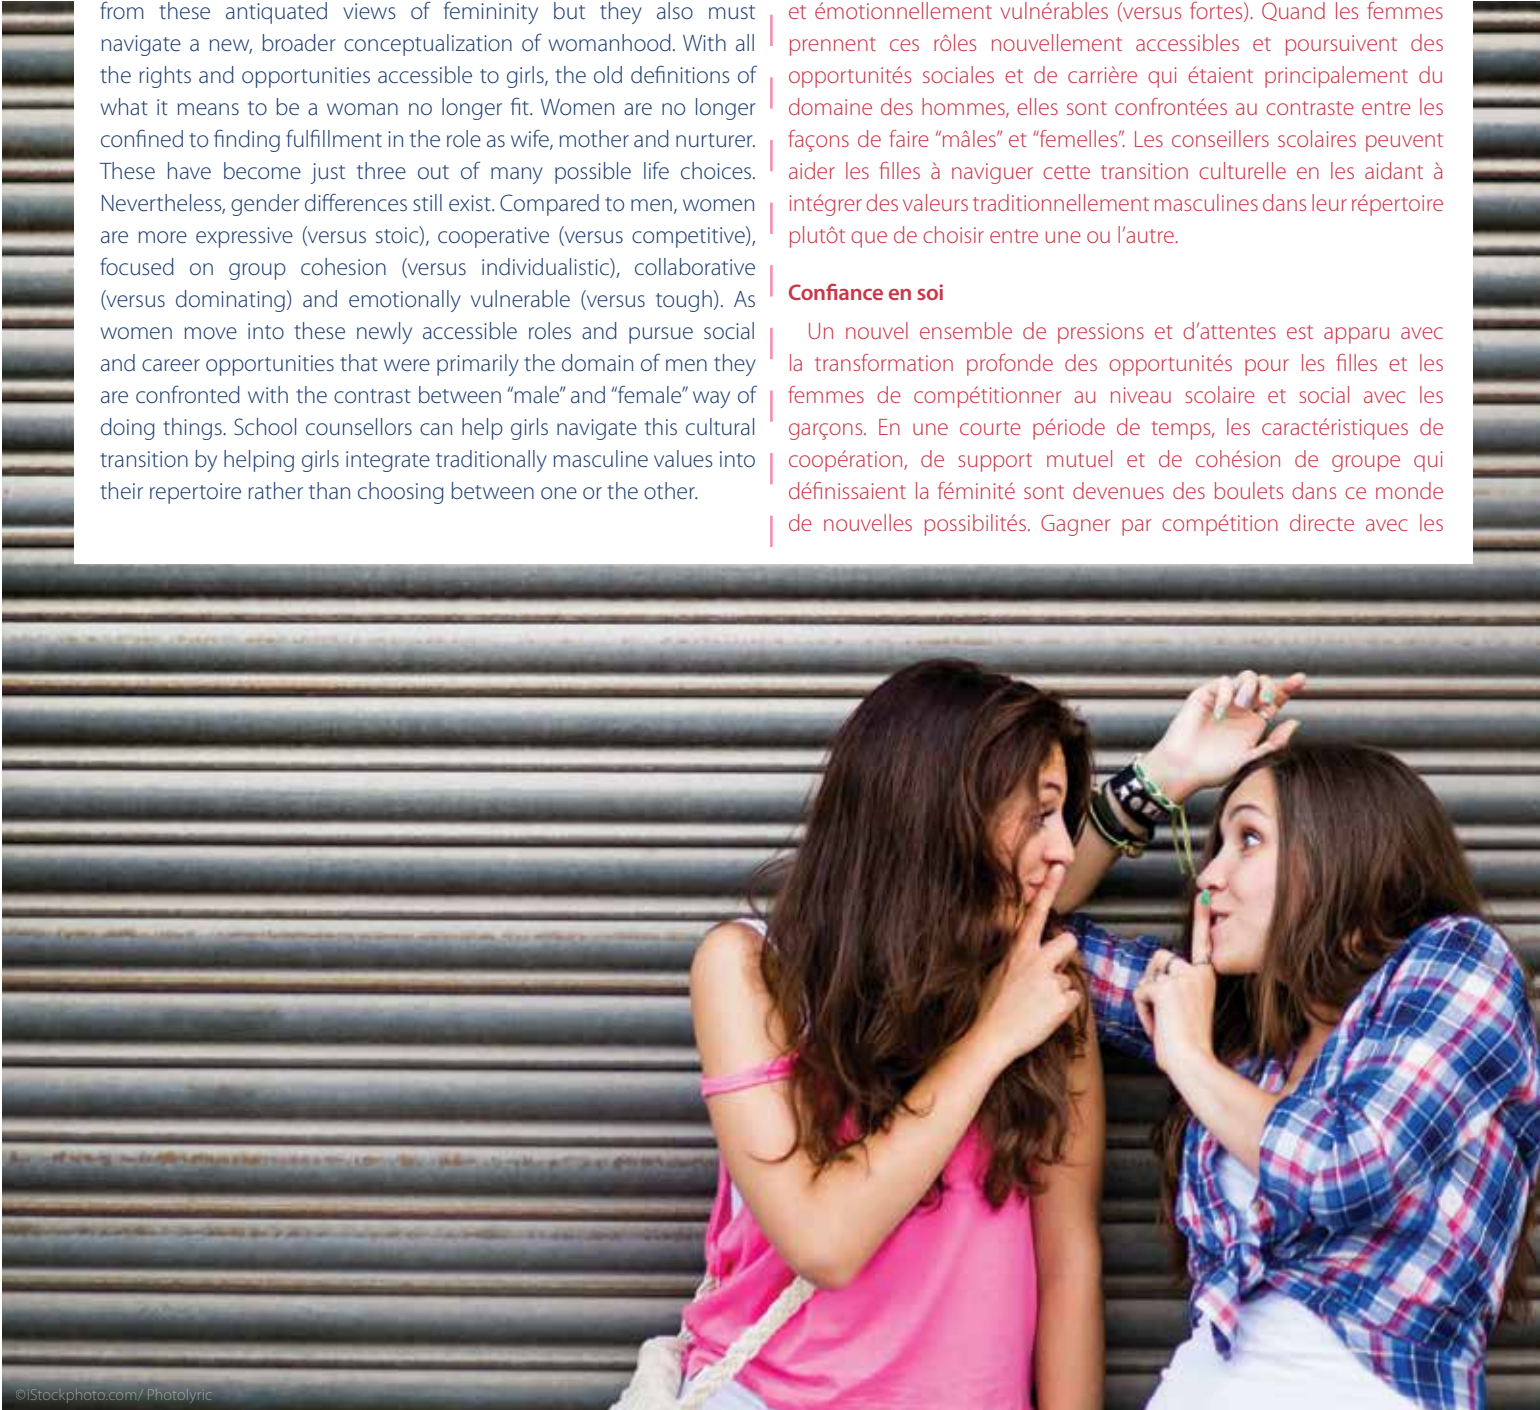 from these antiquated views of femininity but they also must
navigate a new, broader conceptualization of womanhood. With all
the rights and opportunities accessible to girls, the old definitions of
what it means to be a woman no longer fit. Women are no longer
confined to finding fulfillment in the role as wife, mother and nurturer.
These have become just three out of many possible life choices.
Nevertheless, gender differences still exist. Compared to men, women
are more expressive (versus stoic), cooperative (versus competitive),
focused on group cohesion (versus individualistic), collaborative
(versus dominating) and emotionally vulnerable (versus tough). As
women move into these newly accessible roles and pursue social
and career opportunities that were primarily the domain of men they
are confronted with the contrast between “male” and “female” way of
doing things. School counsellors can help girls navigate this cultural
transition by helping girls integrate traditionally masculine values into
their repertoire rather than choosing between one or the other.
et émotionnellement vulnérables (versus fortes). Quand les femmes
prennent ces rôles nouvellement accessibles et poursuivent des
opportunités sociales et de carrière qui étaient principalement du
domaine des hommes, elles sont confrontées au contraste entre les
façons de faire “mâles” et “femelles”. Les conseillers scolaires peuvent
aider les filles à naviguer cette transition culturelle en les aidant à
intégrer des valeurs traditionnellement masculines dans leur répertoire
plutôt que de choisir entre une ou l’autre.
Confiance en soi
Un nouvel ensemble de pressions et d’attentes est apparu avec
la transformation profonde des opportunités pour les filles et les
femmes de compétitionner au niveau scolaire et social avec les
garçons. En une courte période de temps, les caractéristiques de
coopération, de support mutuel et de cohésion de groupe qui
définissaient la féminité sont devenues des boulets dans ce monde
de nouvelles possibilités. Gagner par compétition directe avec les
©iStockphoto.com/ Photolyric